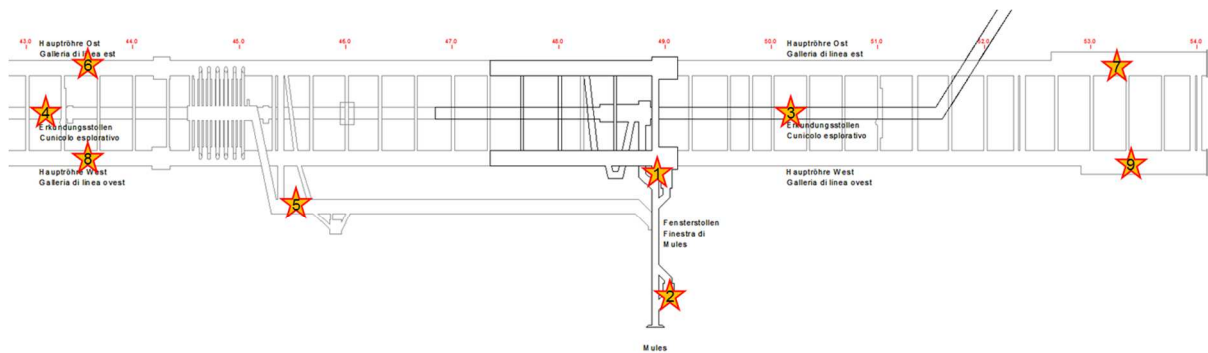 43.0 44.0 45.0 46.0 47.0 48.0 49.0 50.0 51.0 52.0 53.0 54.0
Hauptröhre Ost
Galleria di linea est
Hauptröhre Ost
Galleria di linea est
6
7
4
3
Erkundungsstollen
Cunicolo esplorativo
Erkundungsstollen
Cunicolo esplorativo
8
9
Hauptröhre West
Galleria di linea ovest
Hauptröhre West
Galleria di linea ovest
1
5
Fensterstollen
Finestra di
Mules
2
Mules